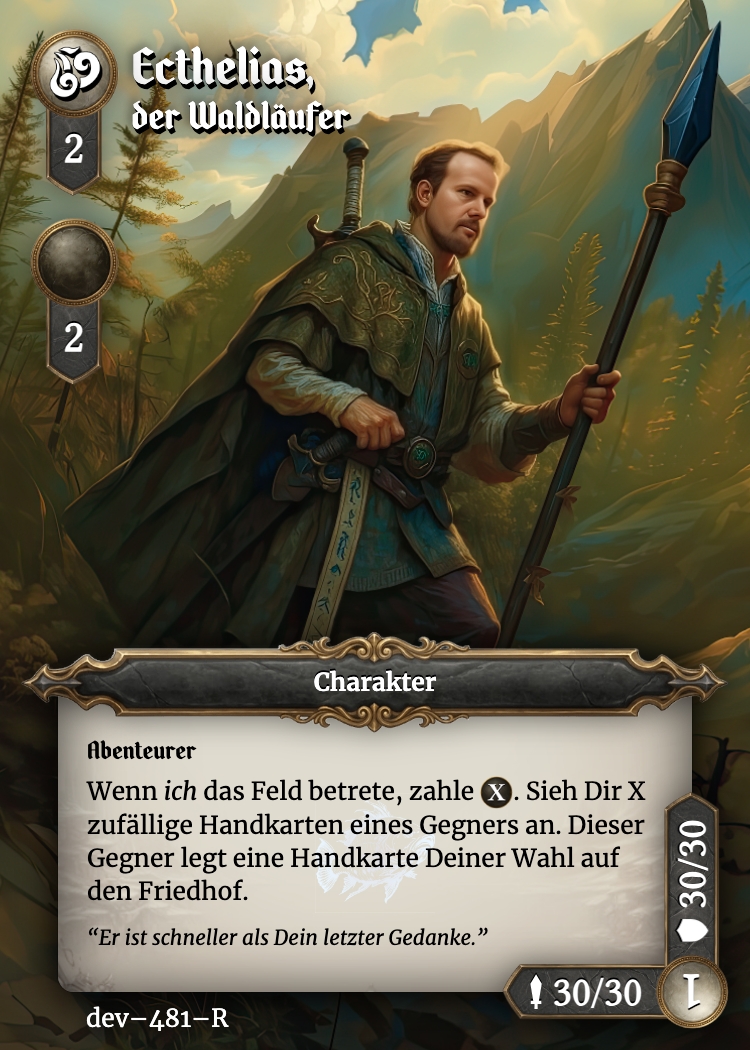 Ecthelias,
der Waldläufer
2
2
Charakter
Abenteurer
Wenn ich das Feld betrete, zahle X. Sieh Dir X
zufällige Handkarten eines Gegners an. Dieser
Gegner legt eine Handkarte Deiner Wahl auf
den Friedhof.
“Er ist schneller als Dein letzter Gedanke.”
30/30
30/30
1
dev–481–R